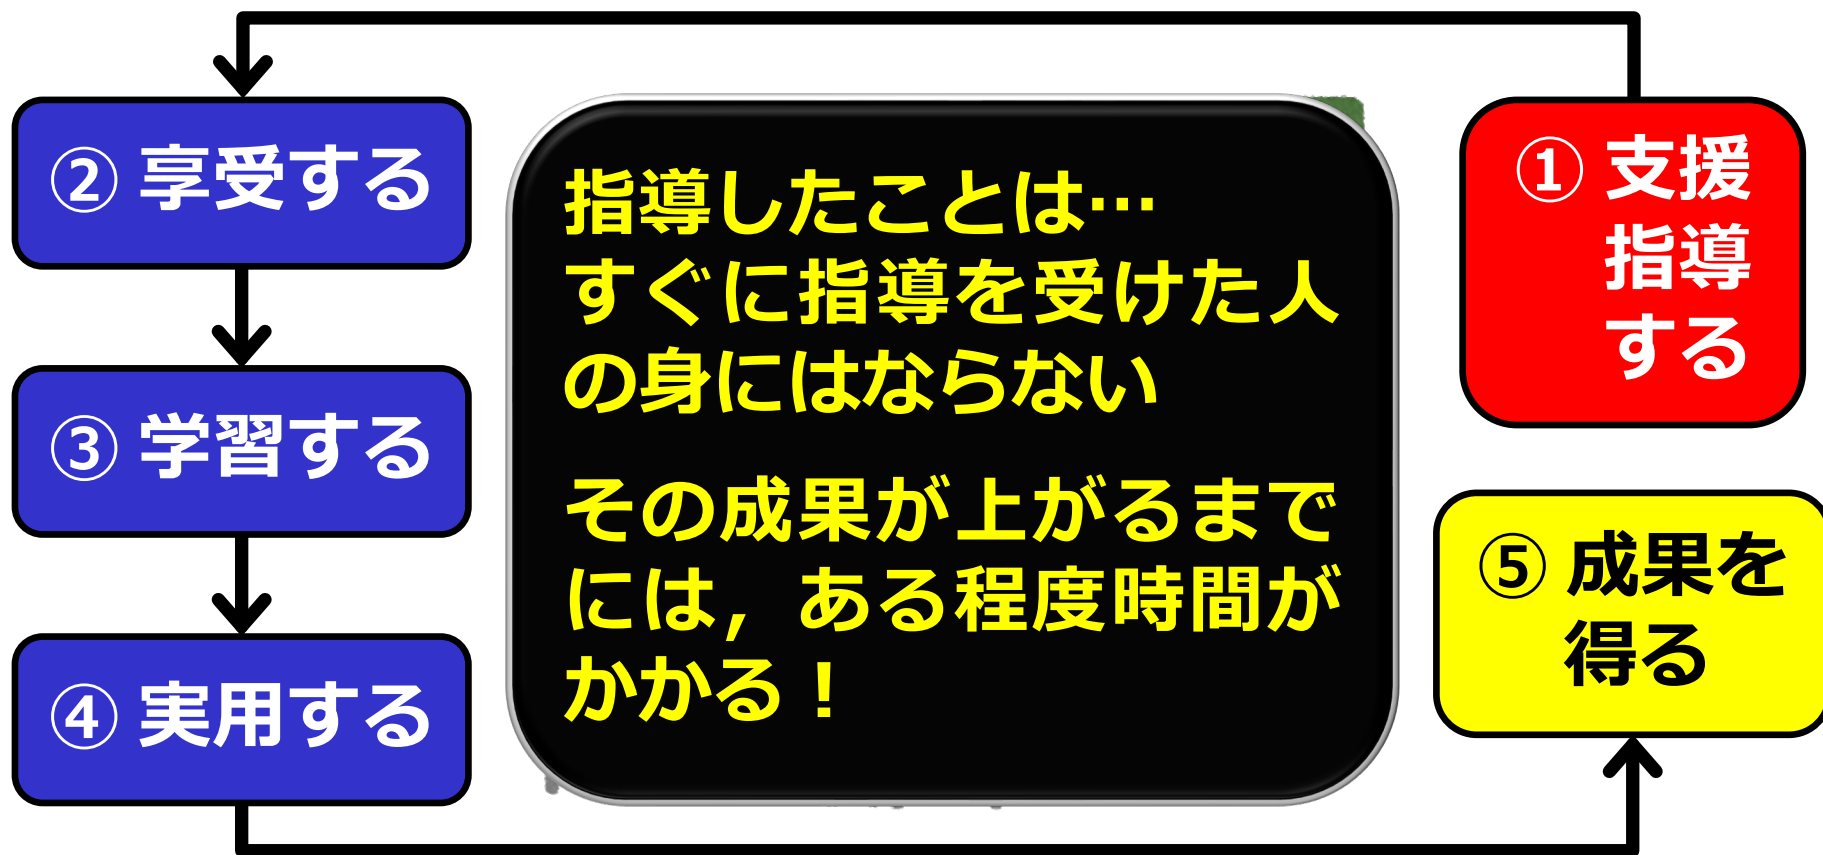 ① 支援
指導
する
② 享受する
③ 学習する
④ 実用する
⑤ 成果を
得る
指導したことは…
すぐに指導を受けた人
の身にはならない
その成果が上がるまで
には，ある程度時間が
かかる！